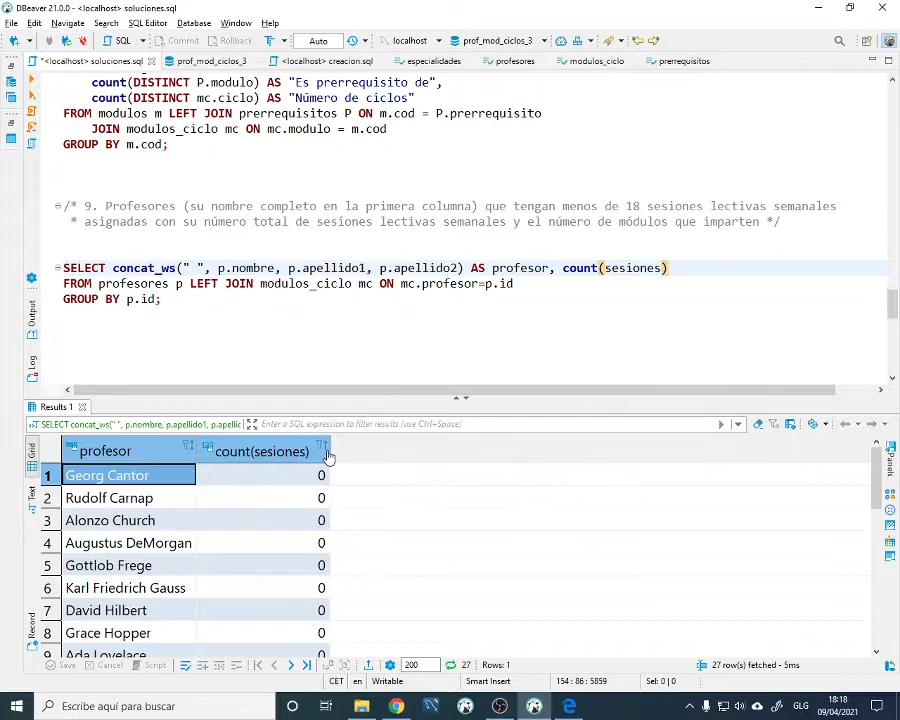 DBeaver 21.0.0 - <localhost> soluciones.sql
File Edit Navigate Search SQL Editor Database Window Help
SQL Commit Rollback T Auto localhost prof_mod_ciclos_3
*<localhost> soluciones.sql prof_mod_ciclos_3 <localhost> creacion.sql especialidades profesores modulos_ciclo prerrequisitos
count(DISTINCT P.modulo) AS "Es prerrequisito de",
count(DISTINCT mc.ciclo) AS "Número de ciclos"
FROM modulos m LEFT JOIN prerrequisitos P ON m.cod = P.prerrequisito
JOIN modulos_ciclo mc ON mc.modulo = m.cod
GROUP BY m.cod;
/* 9. Profesores (su nombre completo en la primera columna) que tengan menos de 18 sesiones lectivas semanales
* asignadas con su número total de sesiones lectivas semanales y el número de módulos que imparten */
SELECT concat_ws(" ", p.nombre, p.apellido1, p.apellido2) AS profesor, count(sesiones)
FROM profesores p LEFT JOIN modulos_ciclo mc ON mc.profesor=p.id
GROUP BY p.id;
Output
Log
Results 1
SELECT concat_ws(" ", p.nombre, p.apellido1, p.apellic Enter a SQL expression to filter results (use Ctrl+Space)
Grid
Text
Record
Panels
profesor 123 count(sesiones)
1 Georg Cantor 0
2 Rudolf Carnap 0
3 Alonzo Church 0
4 Augustus DeMorgan 0
5 Gottlob Frege 0
6 Karl Friedrich Gauss 0
7 David Hilbert 0
8 Grace Hopper 0
9 Ada Lovelace 0
Save Cancel Script 200 27 Rows: 1 27 row(s) fetched - 5ms
CET en Writable Smart Insert 154 : 86 : 5859 Sel: 0 | 0
Escribe aquí para buscar GLG 18:18
09/04/2021